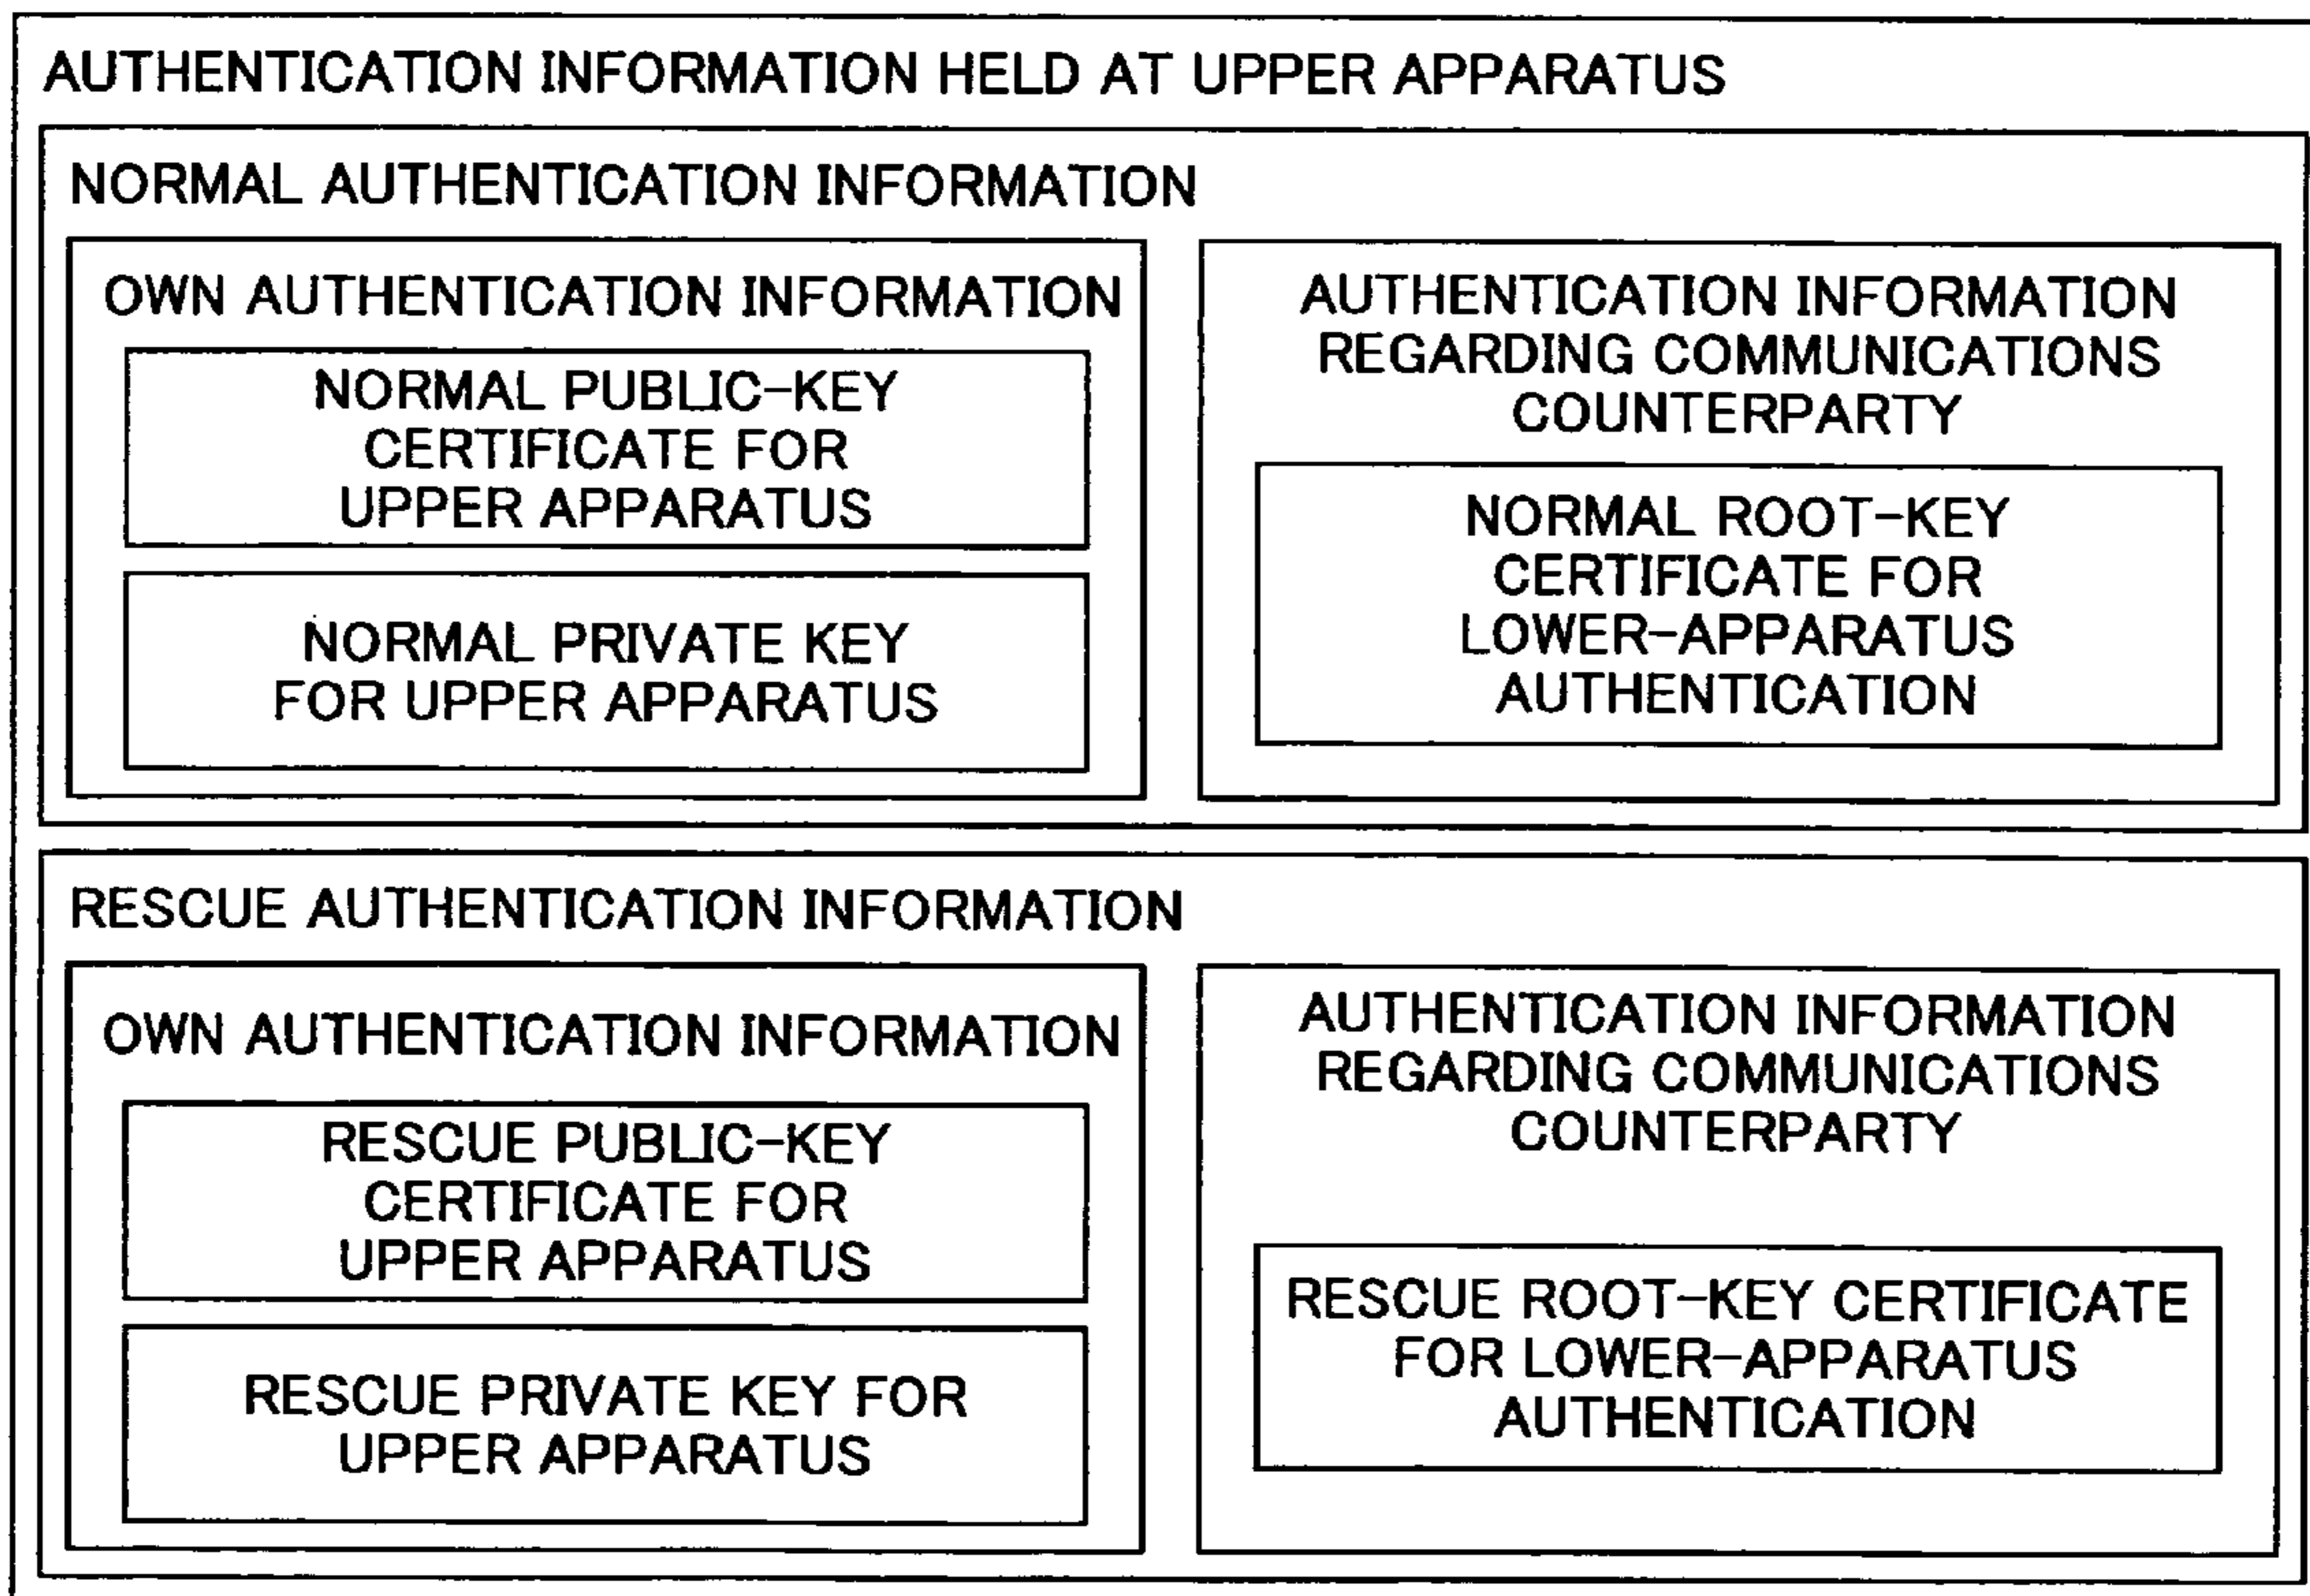 AUTHENTICATION INFORMATION HELD AT UPPER APPARATUS
NORMAL AUTHENTICATION INFORMATION
OWN AUTHENTICATION INFORMATION
NORMAL PUBLIC-KEY
CERTIFICATE FOR
UPPER APPARATUS
NORMAL PRIVATE KEY
FOR UPPER APPARATUS
AUTHENTICATION INFORMATION
REGARDING COMMUNICATIONS
COUNTERPARTY
NORMAL ROOT-KEY
CERTIFICATE FOR
LOWER-APPARATUS
AUTHENTICATION
RESCUE AUTHENTICATION INFORMATION
OWN AUTHENTICATION INFORMATION
RESCUE PUBLIC-KEY
CERTIFICATE FOR
UPPER APPARATUS
RESCUE PRIVATE KEY FOR
UPPER APPARATUS
AUTHENTICATION INFORMATION
REGARDING COMMUNICATIONS
COUNTERPARTY
RESCUE ROOT-KEY CERTIFICATE
FOR LOWER-APPARATUS
AUTHENTICATION